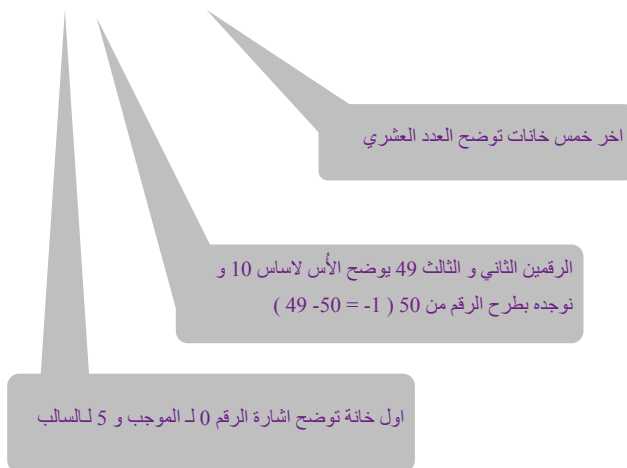 اخر خمس خانات توضح العدد العشري
الرقمين الثاني و الثالث 49 يوضح الأُس لاساس 10 و
نوجده بطرح الرقم من 50 ( 1- = 50- 49 )
اول خانة توضح اشارة الرقم 0 لـ الموجب و 5 لـالسالب